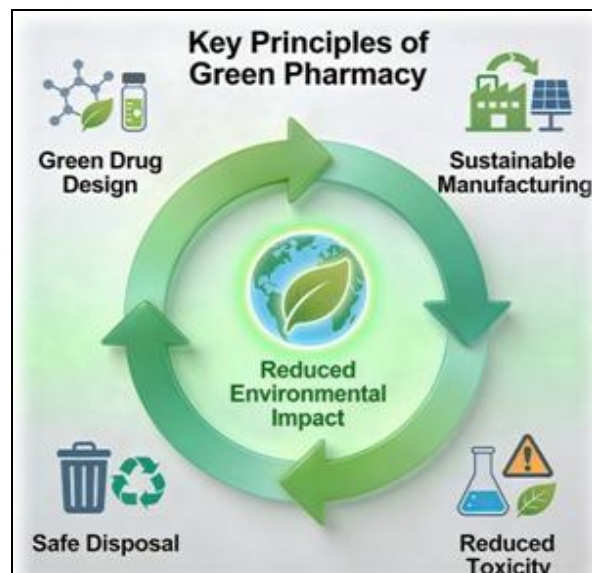 Key Principles of
Green Pharmacy
Green Drug
Design
Sustainable
Manufacturing
Reduced
Environmental
Impact
Safe Disposal
Reduced
Toxicity